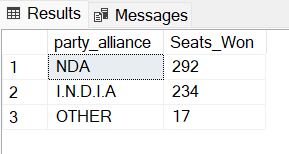 Results Messages
party_alliance Seats_Won
1 NDA 292
2 I.N.D.I.A 234
3 OTHER 17